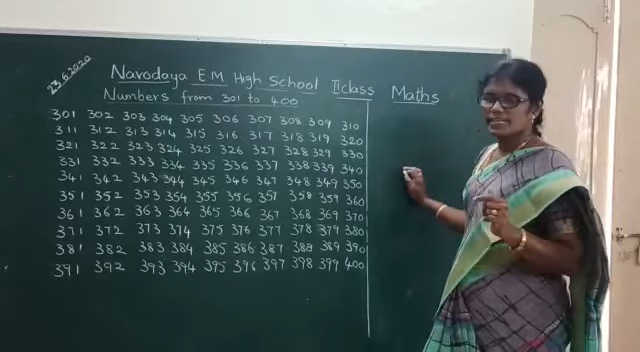 23.6.2020
Navodaya EM High School II class Maths
Numbers from 301 to 400
301 302 303 304 305 306 307 308 309 310
311 312 313 314 315 316 317 318 319 320
321 322 323 324 325 326 327 328 329 330
331 332 333 334 335 336 337 338 339 340
341 342 343 344 345 346 347 348 349 350
351 352 353 354 355 356 357 358 359 360
361 362 363 364 365 366 367 368 369 370
371 372 373 374 375 376 377 378 379 380
381 382 383 384 385 386 387 388 389 390
391 392 393 394 395 396 397 398 399 400